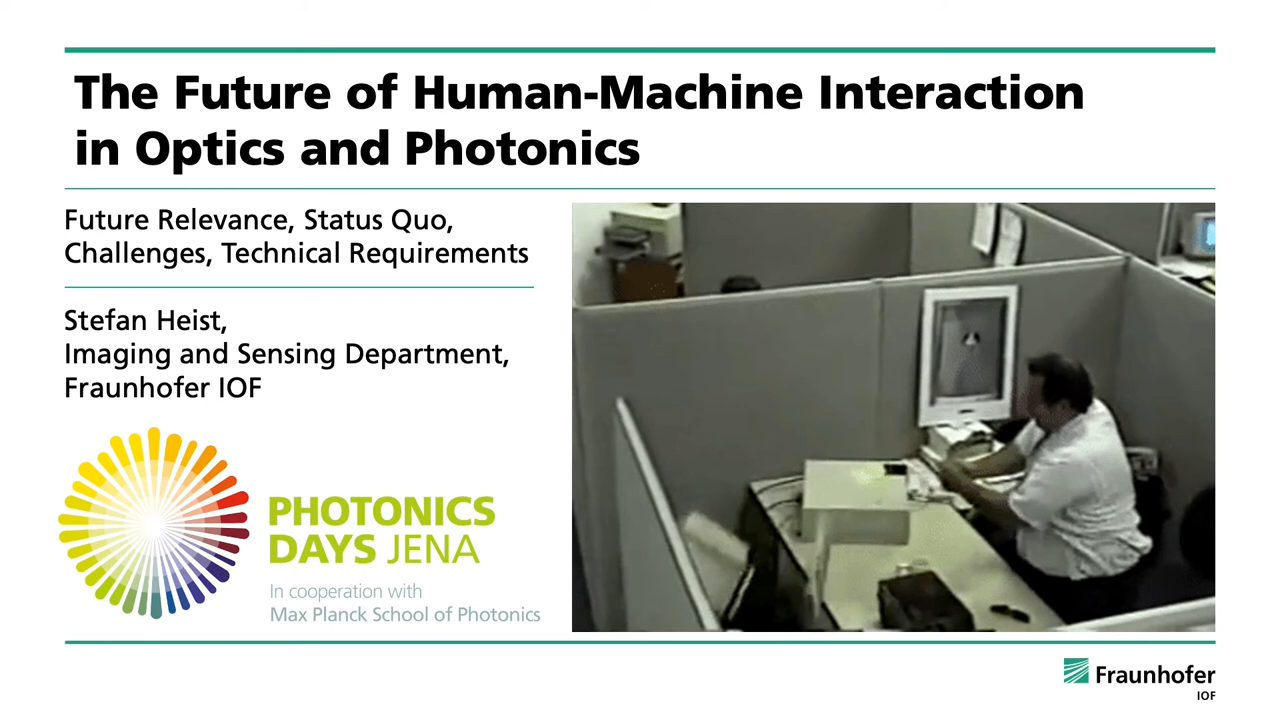 The Future of Human-Machine Interaction
in Optics and Photonics
Future Relevance, Status Quo,
Challenges, Technical Requirements
Stefan Heist,
Imaging and Sensing Department,
Fraunhofer IOF
PHOTONICS
DAYS JENA
In cooperation with
Max Planck School of Photonics
Fraunhofer
IOF